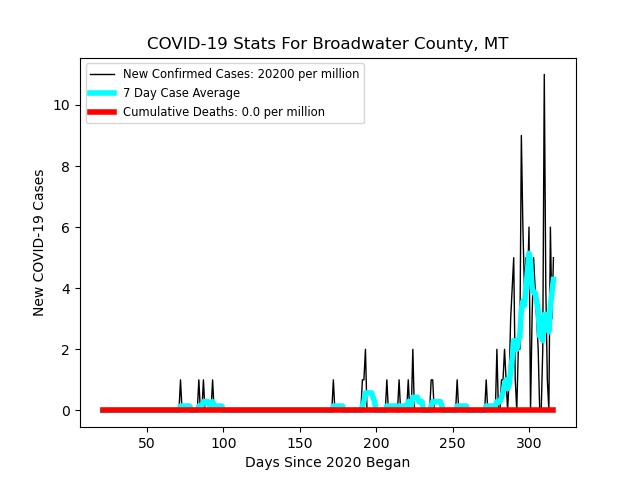 COVID-19 Stats For Broadwater County, MT
New Confirmed Cases: 20200 per million
7 Day Case Average
Cumulative Deaths: 0.0 per million
New COVID-19 Cases
10
8
6
4
2
0
50 100 150 200 250 300
Days Since 2020 Began